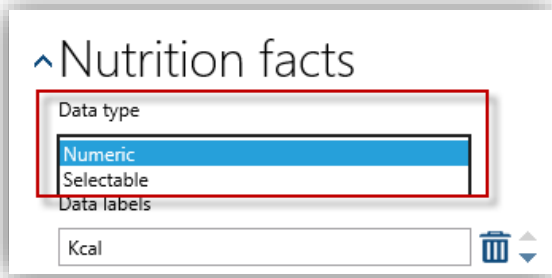 Nutrition facts
Data type
Numeric
Selectable
Data labels
Kcal